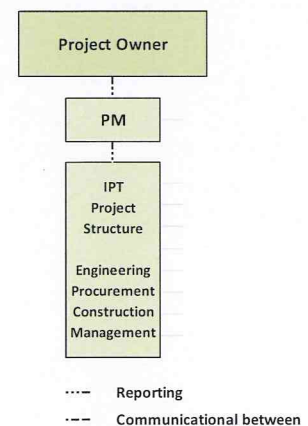 Project Owner
PM
IPT
Project
Structure
Engineering
Procurement
Construction
Management
Reporting
Communicational between